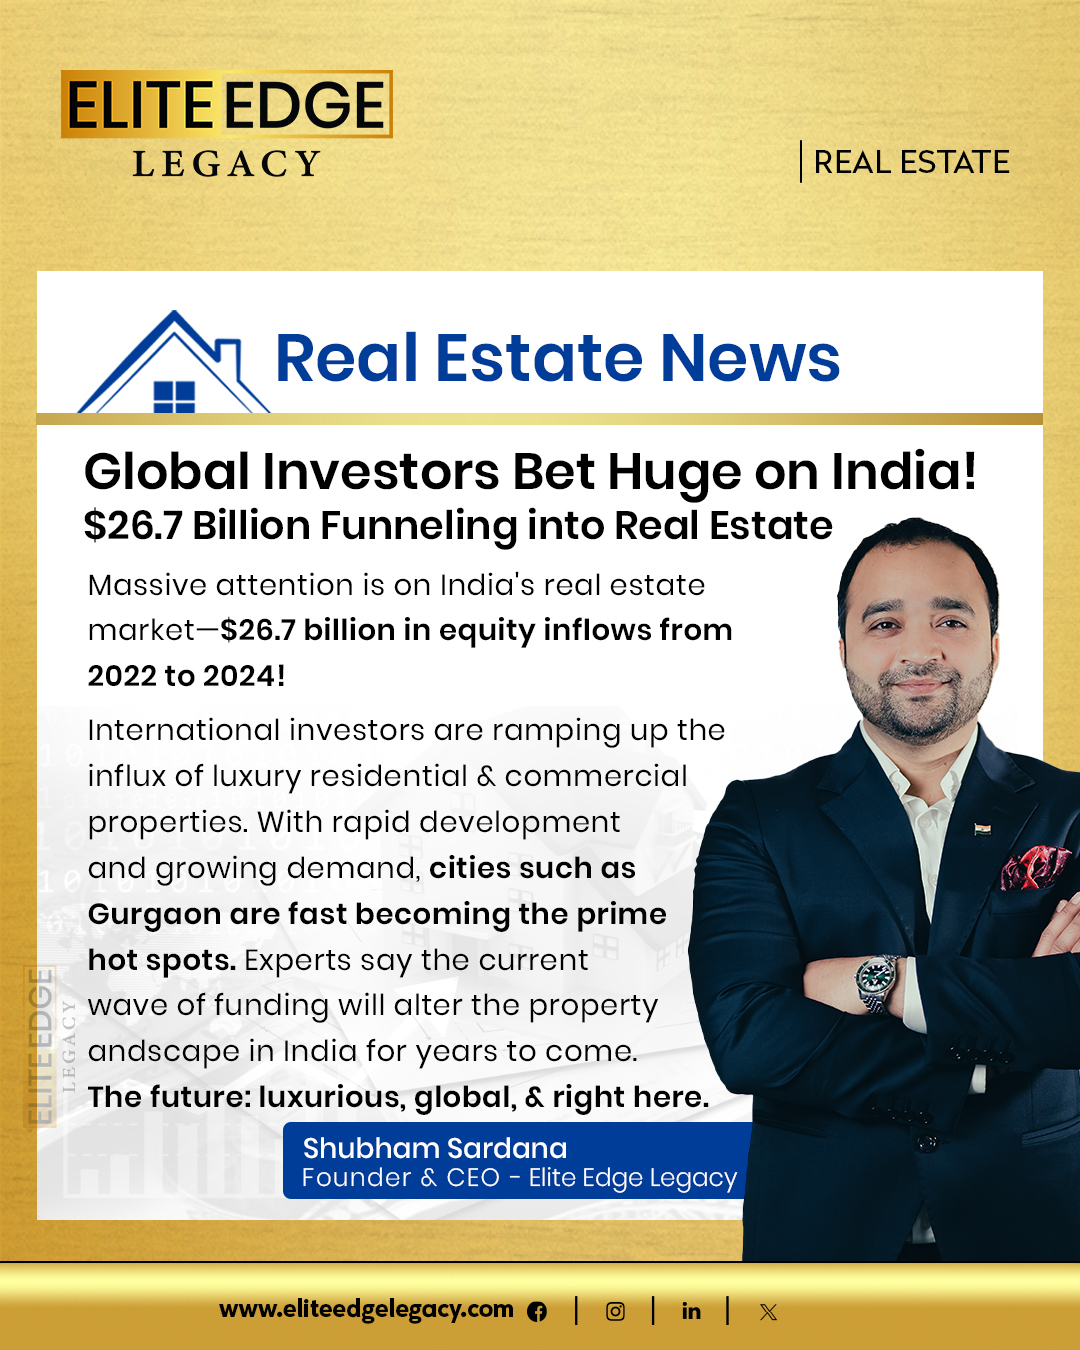 ELITE EDGE
LEGACY
REAL ESTATE
Real Estate News
Global Investors Bet Huge on India!
$26.7 Billion Funneling into Real Estate
Massive attention is on India's real estate
market—$26.7 billion in equity inflows from
2022 to 2024!
International investors are ramping up the
influx of luxury residential & commercial
properties. With rapid development
and growing demand, cities such as
Gurgaon are fast becoming the prime
hot spots. Experts say the current
wave of funding will alter the property
andscape in India for years to come.
The future: luxurious, global, & right here.
ELITE EDGE
LEGACY
Shubham Sardana
Founder & CEO - Elite Edge Legacy
www.eliteedgelegacy.com